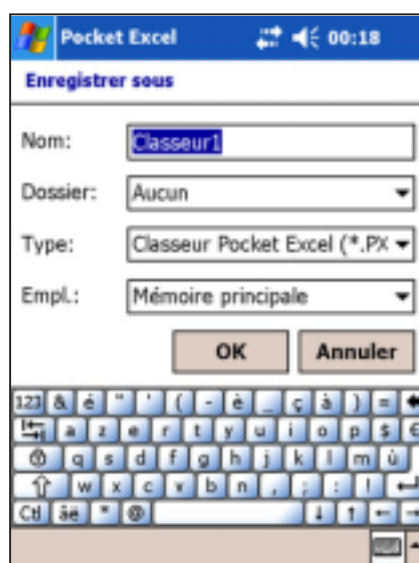 Pocket Excel 00:18
Enregistrer sous
Nom: Classeur1
Dossier: Aucun
Type: Classeur Pocket Excel (*.PX
Empl.: Mémoire principale
OK Annuler
123 & é " ' ( - è _ ç à ) =
a z e r t y u i o p $ €
q s d f g h j k l m ù
w x c v b n , ; : !
Ctl áë * @